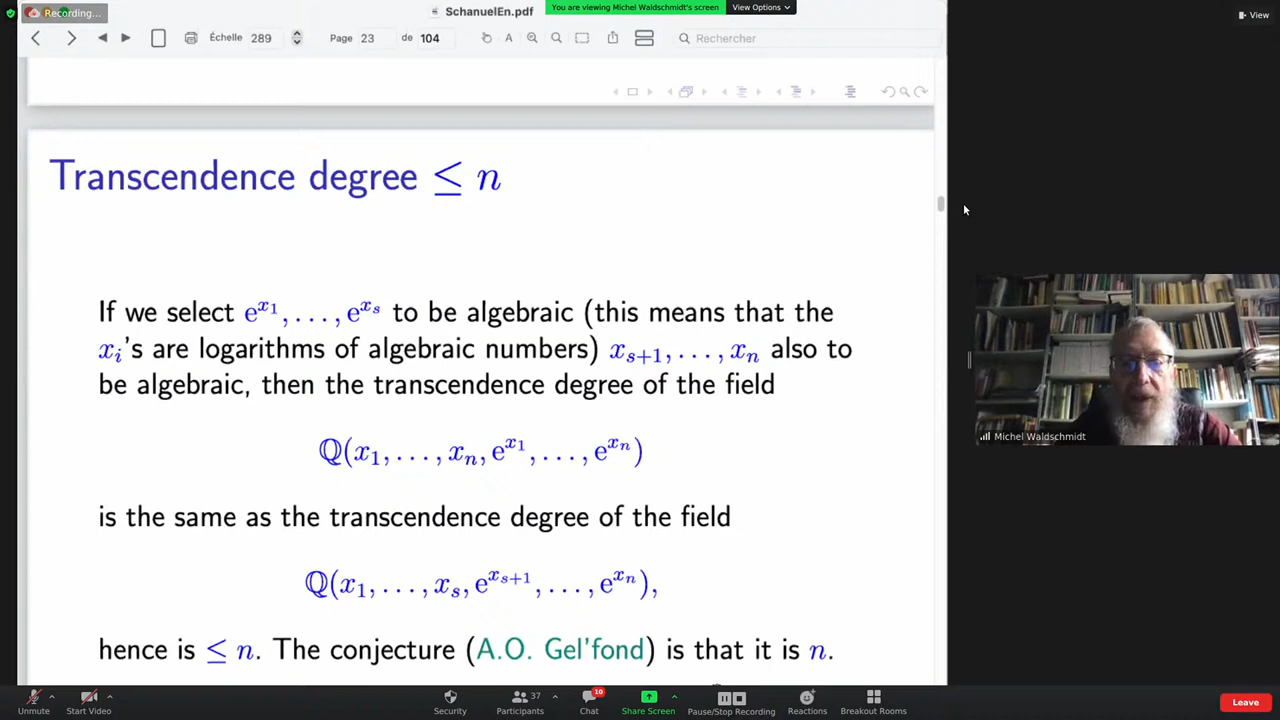 Recording...
SchanuelEn.pdf
You are viewing Michel Waldschmidt's screen
View Options
View
Échelle 289
Page 23 de 104
A
Rechercher
Transcendence degree ≤ n
If we select e^{x_1}, . . . , e^{x_s} to be algebraic (this means that the
x_i's are logarithms of algebraic numbers) x_{s+1}, . . . , x_n also to
be algebraic, then the transcendence degree of the field
ℚ(x_1, . . . , x_n, e^{x_1}, . . . , e^{x_n})
is the same as the transcendence degree of the field
ℚ(x_1, . . . , x_s, e^{x_{s+1}}, . . . , e^{x_n}),
hence is ≤ n. The conjecture (A.O. Gel'fond) is that it is n.
Michel Waldschmidt
Unmute
Start Video
Security
Participants 37
Chat 10
Share Screen
Pause/Stop Recording
Reactions
Breakout Rooms
Leave